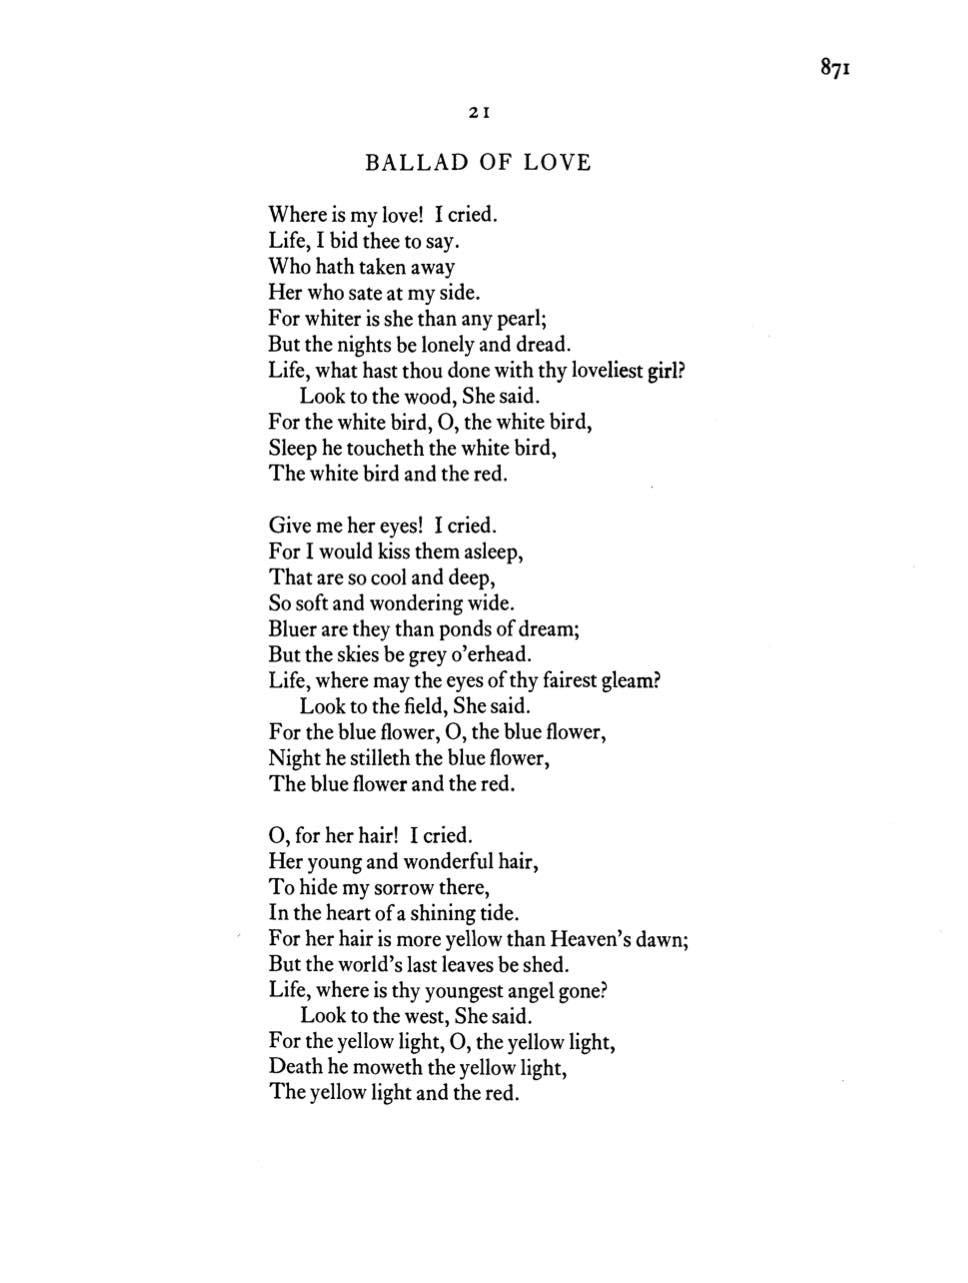 871
21
BALLAD OF LOVE
Where is my love! I cried.
Life, I bid thee to say.
Who hath taken away
Her who sate at my side.
For whiter is she than any pearl;
But the nights be lonely and dread.
Life, what hast thou done with thy loveliest girl?
Look to the wood, She said.
For the white bird, O, the white bird,
Sleep he toucheth the white bird,
The white bird and the red.
Give me her eyes! I cried.
For I would kiss them asleep,
That are so cool and deep,
So soft and wondering wide.
Bluer are they than ponds of dream;
But the skies be grey o'erhead.
Life, where may the eyes of thy fairest gleam?
Look to the field, She said.
For the blue flower, O, the blue flower,
Night he stilleth the blue flower,
The blue flower and the red.
O, for her hair! I cried.
Her young and wonderful hair,
To hide my sorrow there,
In the heart of a shining tide.
For her hair is more yellow than Heaven's dawn;
But the world's last leaves be shed.
Life, where is thy youngest angel gone?
Look to the west, She said.
For the yellow light, O, the yellow light,
Death he moweth the yellow light,
The yellow light and the red.